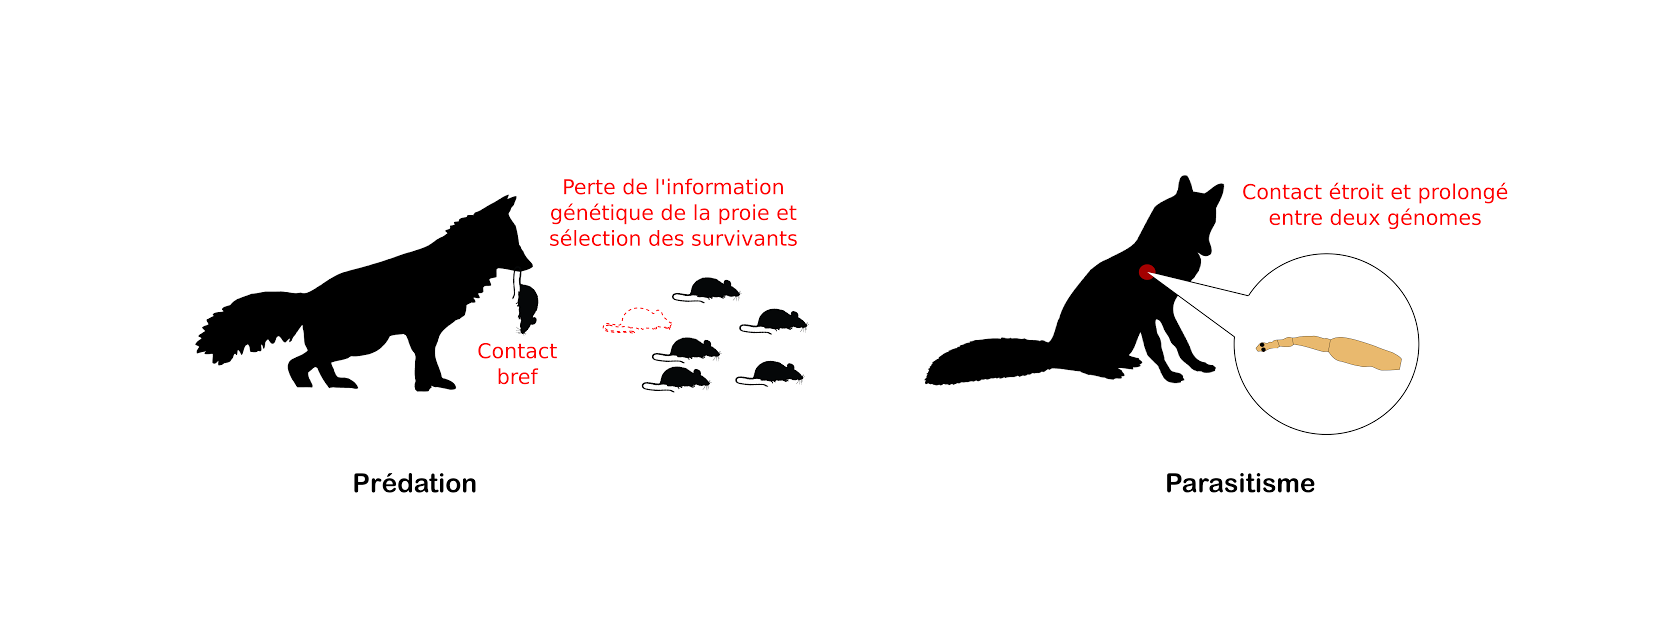 Perte de l'information
génétique de la proie et
sélection des survivants
Contact
bref
Prédation
Contact étroit et prolongé
entre deux génomes
Parasitisme